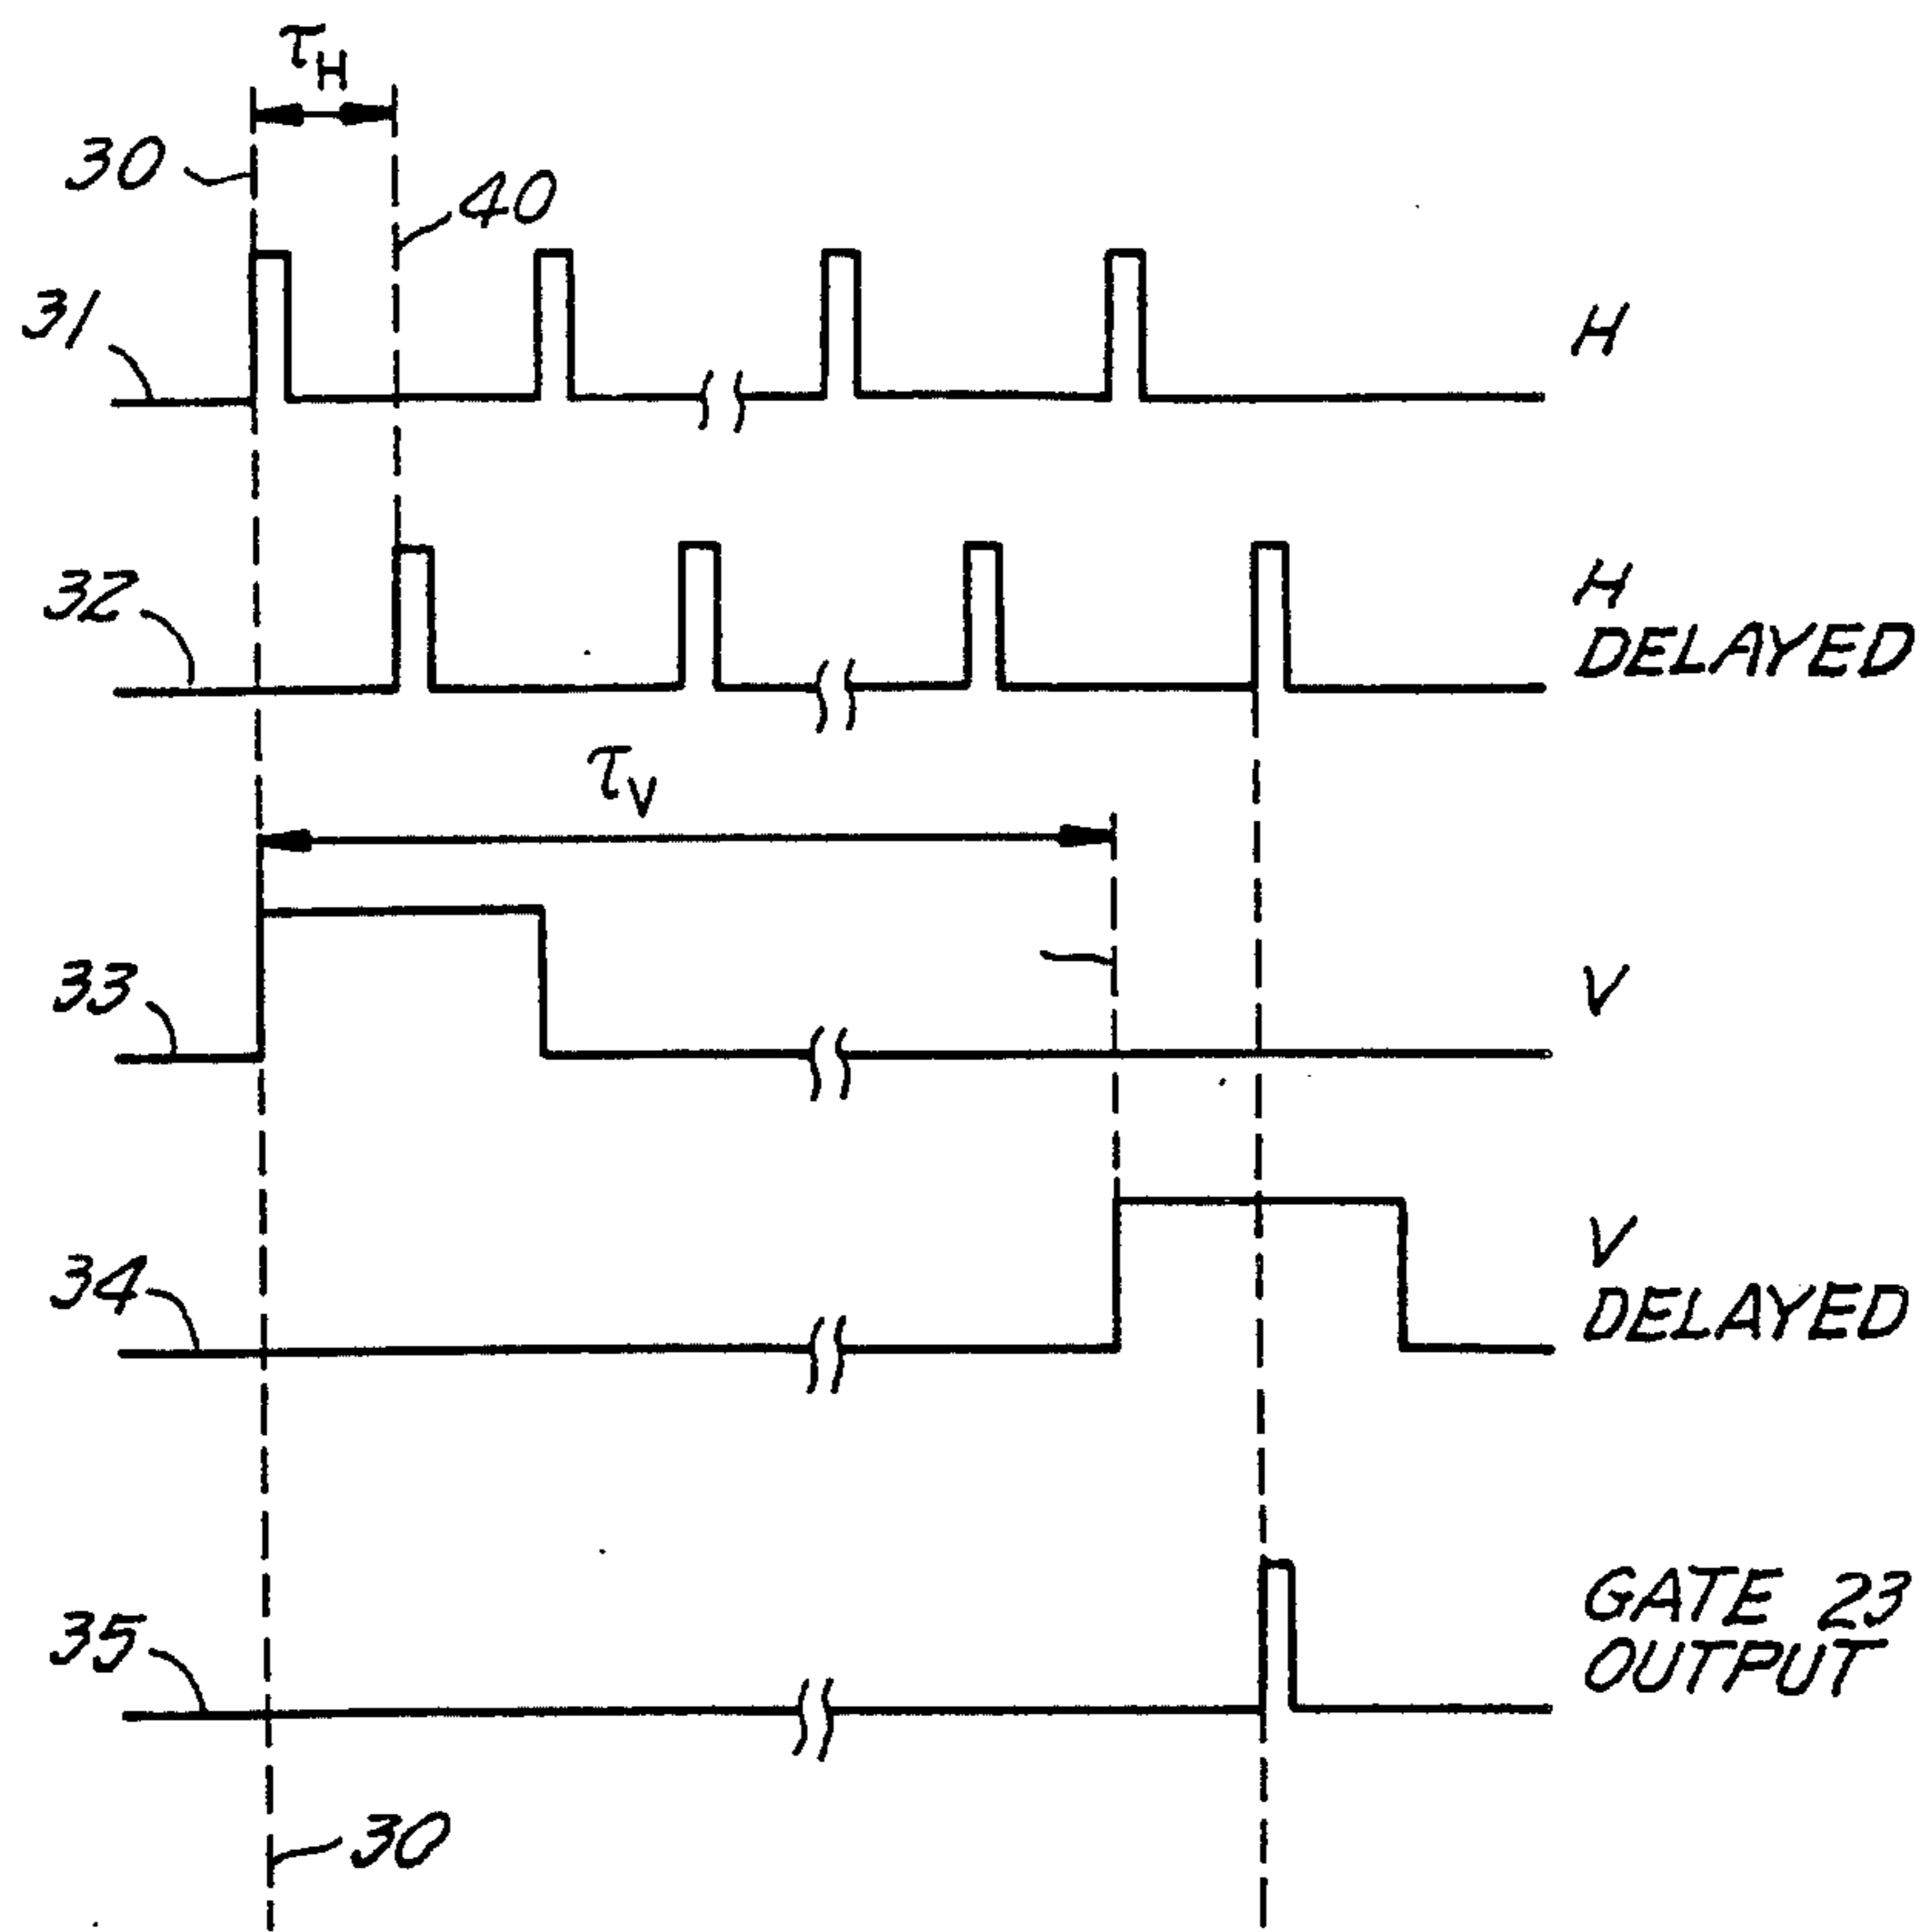 τH
30
40
31
H
32
H
DELAYED
τV
33
V
34
V
DELAYED
35
GATE 23
OUTPUT
30